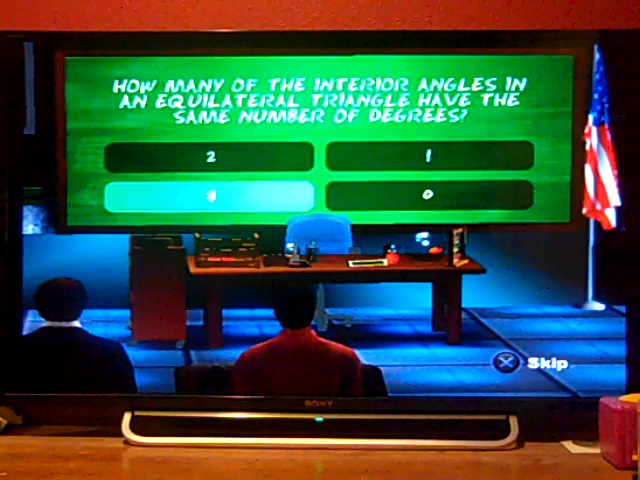 HOW MANY OF THE INTERIOR ANGLES IN
AN EQUILATERAL TRIANGLE HAVE THE
SAME NUMBER OF DEGREES?
2
1
3
0
Skip
SONY